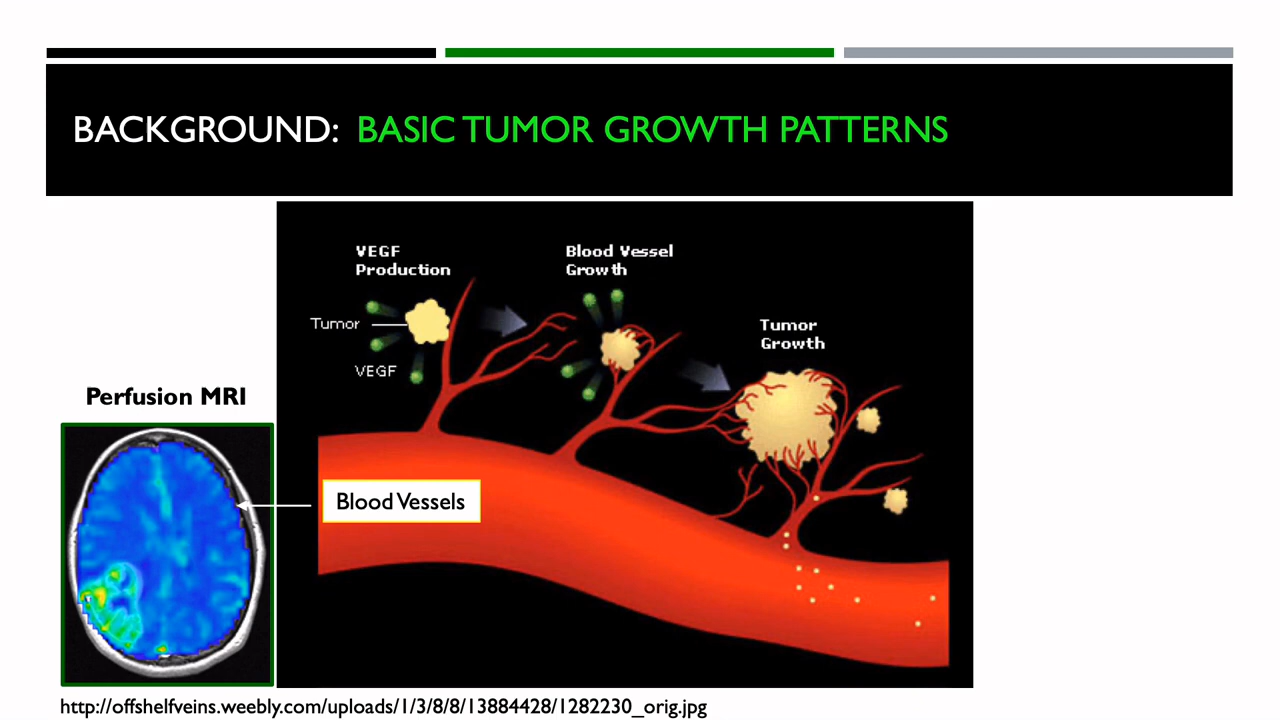 BACKGROUND: BASIC TUMOR GROWTH PATTERNS
VEGF
Production
Blood Vessel
Growth
Tumor
VEGF
Tumor
Growth
Perfusion MRI
Blood Vessels
http://offshelfveins.weebly.com/uploads/1/3/8/8/13884428/1282230_orig.jpg